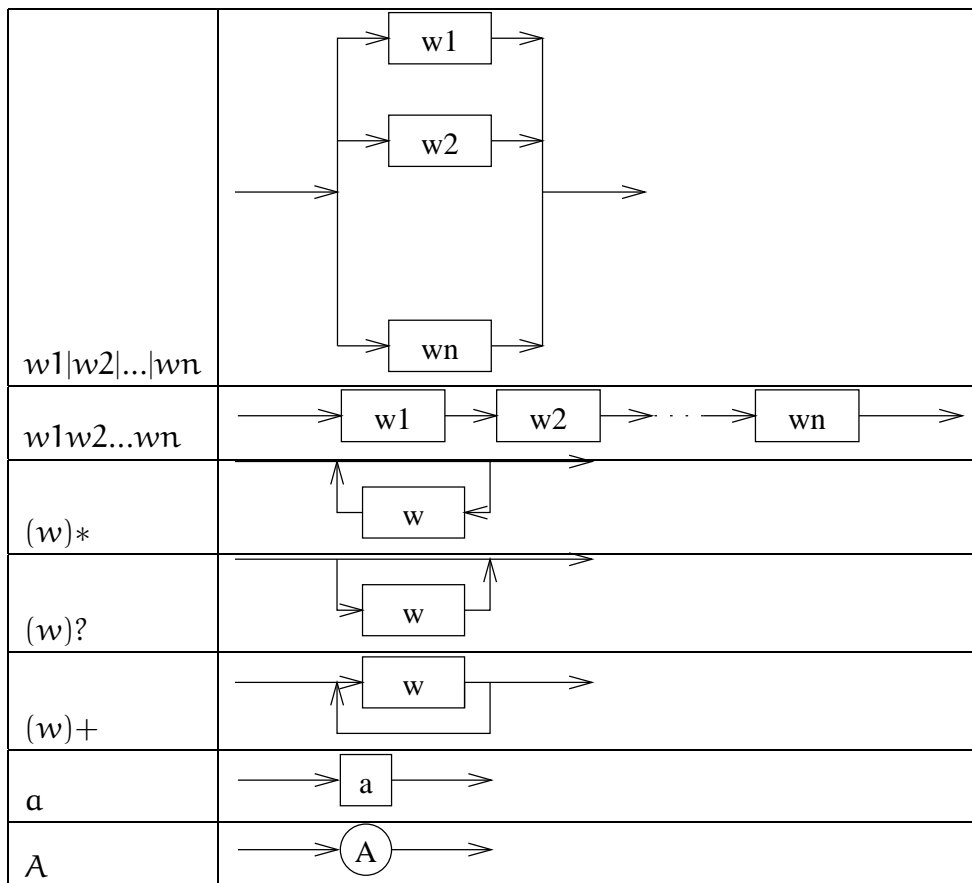 w1
w2
wn
w1|w2|...|wn
w1w2...wn w1 w2 . . . wn
w
(w)*
w
(w)?
w
(w)+
a a
A A